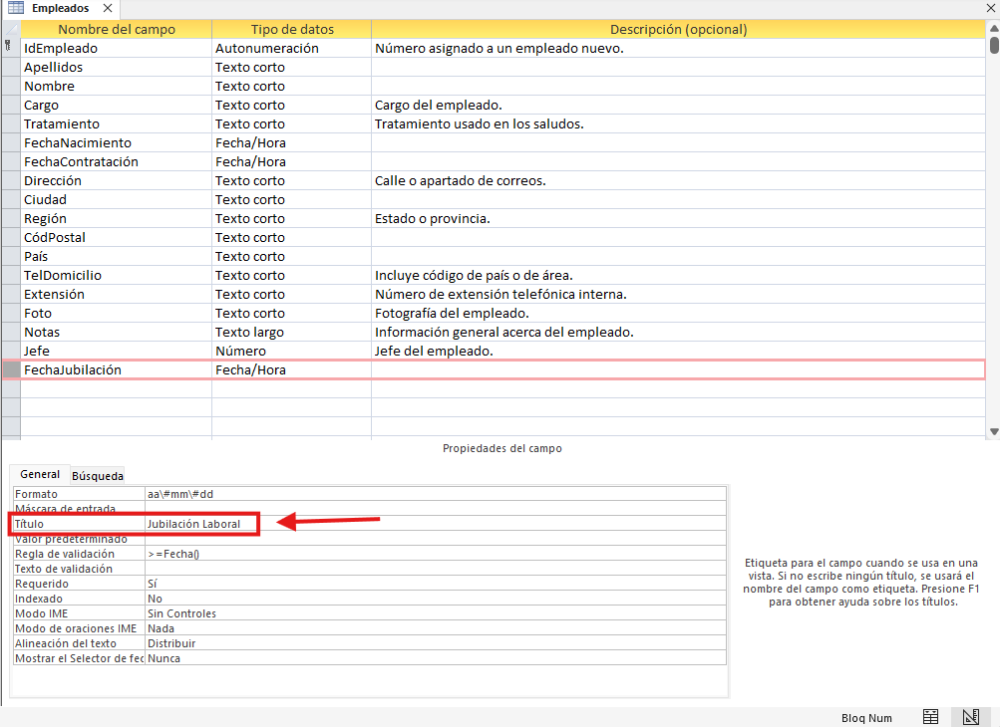 Empleados
Nombre del campo Tipo de datos Descripción (opcional)
IdEmpleado Autonumeración Número asignado a un empleado nuevo.
Apellidos Texto corto
Nombre Texto corto
Cargo Texto corto Cargo del empleado.
Tratamiento Texto corto Tratamiento usado en los saludos.
FechaNacimiento Fecha/Hora
FechaContratación Fecha/Hora
Dirección Texto corto Calle o apartado de correos.
Ciudad Texto corto
Región Texto corto Estado o provincia.
CódPostal Texto corto
País Texto corto
TelDomicilio Texto corto Incluye código de país o de área.
Extensión Texto corto Número de extensión telefónica interna.
Foto Texto corto Fotografía del empleado.
Notas Texto largo Información general acerca del empleado.
Jefe Número Jefe del empleado.
FechaJubilación Fecha/Hora
Propiedades del campo
General Búsqueda
Formato aa\#mm\#dd
Máscara de entrada
Título Jubilación Laboral
Valor predeterminado
Regla de validación >=Fecha()
Texto de validación
Requerido Sí
Indexado No
Modo IME Sin Controles
Modo de oraciones IME Nada
Alineación del texto Distribuir
Mostrar el Selector de fec Nunca
Etiqueta para el campo cuando se usa en una
vista. Si no escribe ningún título, se usará el
nombre del campo como etiqueta. Presione F1
para obtener ayuda sobre los títulos.
Bloq Num